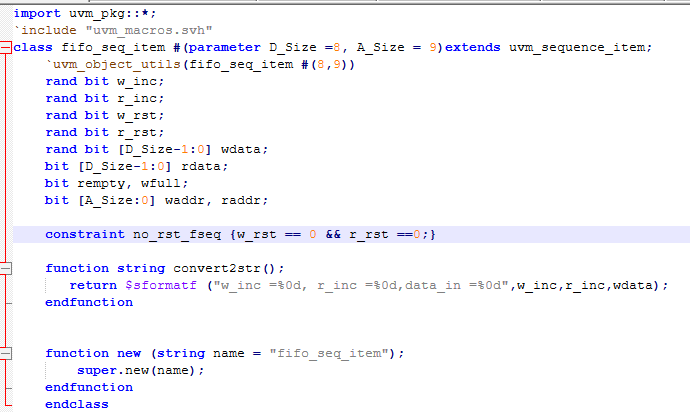 import uvm_pkg::*;
`include "uvm_macros.svh"
class fifo_seq_item #(parameter D_Size =8, A_Size = 9)extends uvm_sequence_item;
`uvm_object_utils(fifo_seq_item #(8,9))
rand bit w_inc;
rand bit r_inc;
rand bit w_rst;
rand bit r_rst;
rand bit [D_Size-1:0] wdata;
bit [D_Size-1:0] rdata;
bit rempty, wfull;
bit [A_Size:0] waddr, raddr;
constraint no_rst_fseq {w_rst == 0 && r_rst ==0;}
function string convert2str();
return $sformatf ("w_inc =%0d, r_inc =%0d,data_in =%0d",w_inc,r_inc,wdata);
endfunction
function new (string name = "fifo_seq_item");
super.new(name);
endfunction
endclass